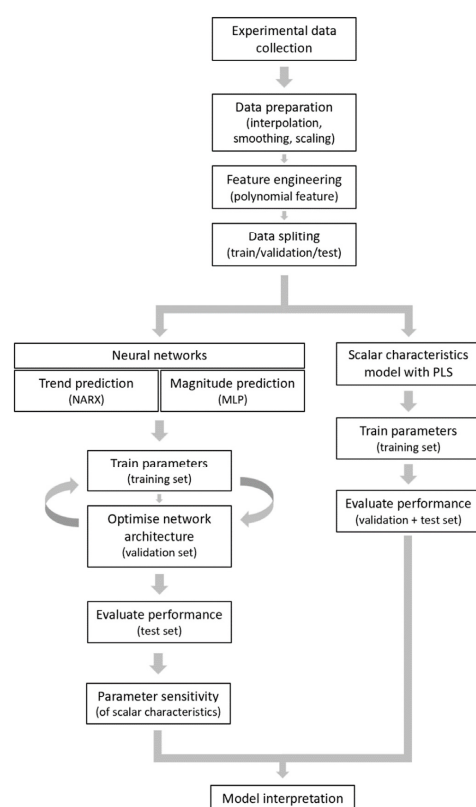 Experimental data
collection
Data preparation
(interpolation,
smoothing, scaling)
Feature engineering
(polynomial feature)
Data spliting
(train/validation/test)
Neural networks
Trend prediction
(NARX)
Magnitude prediction
(MLP)
Train parameters
(training set)
Optimise network
architecture
(validation set)
Evaluate performance
(test set)
Parameter sensitivity
(of scalar characteristics)
Scalar characteristics
model with PLS
Train parameters
(training set)
Evaluate performance
(validation + test set)
Model interpretation